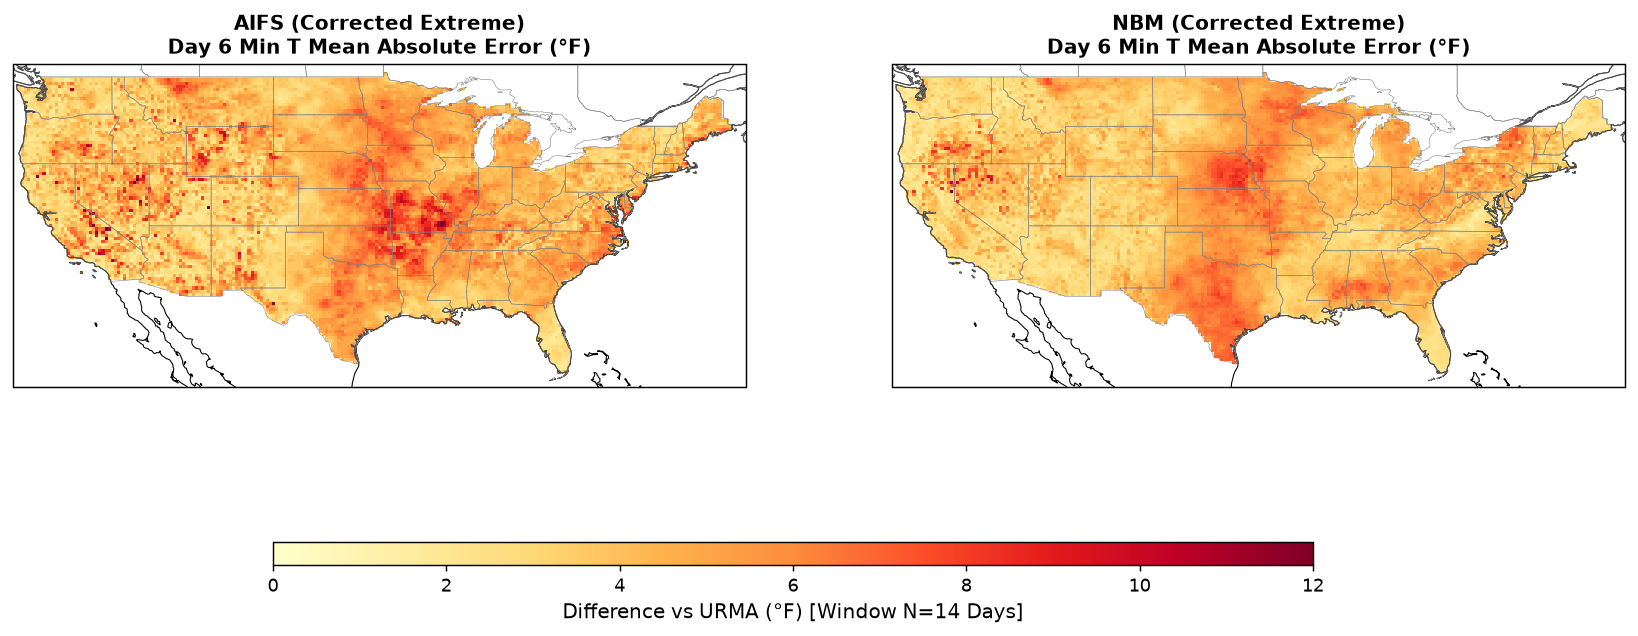 AIFS (Corrected Extreme)
Day 6 Min T Mean Absolute Error (°F)
NBM (Corrected Extreme)
Day 6 Min T Mean Absolute Error (°F)
0 2 4 6 8 10 12
Difference vs URMA (°F) [Window N=14 Days]